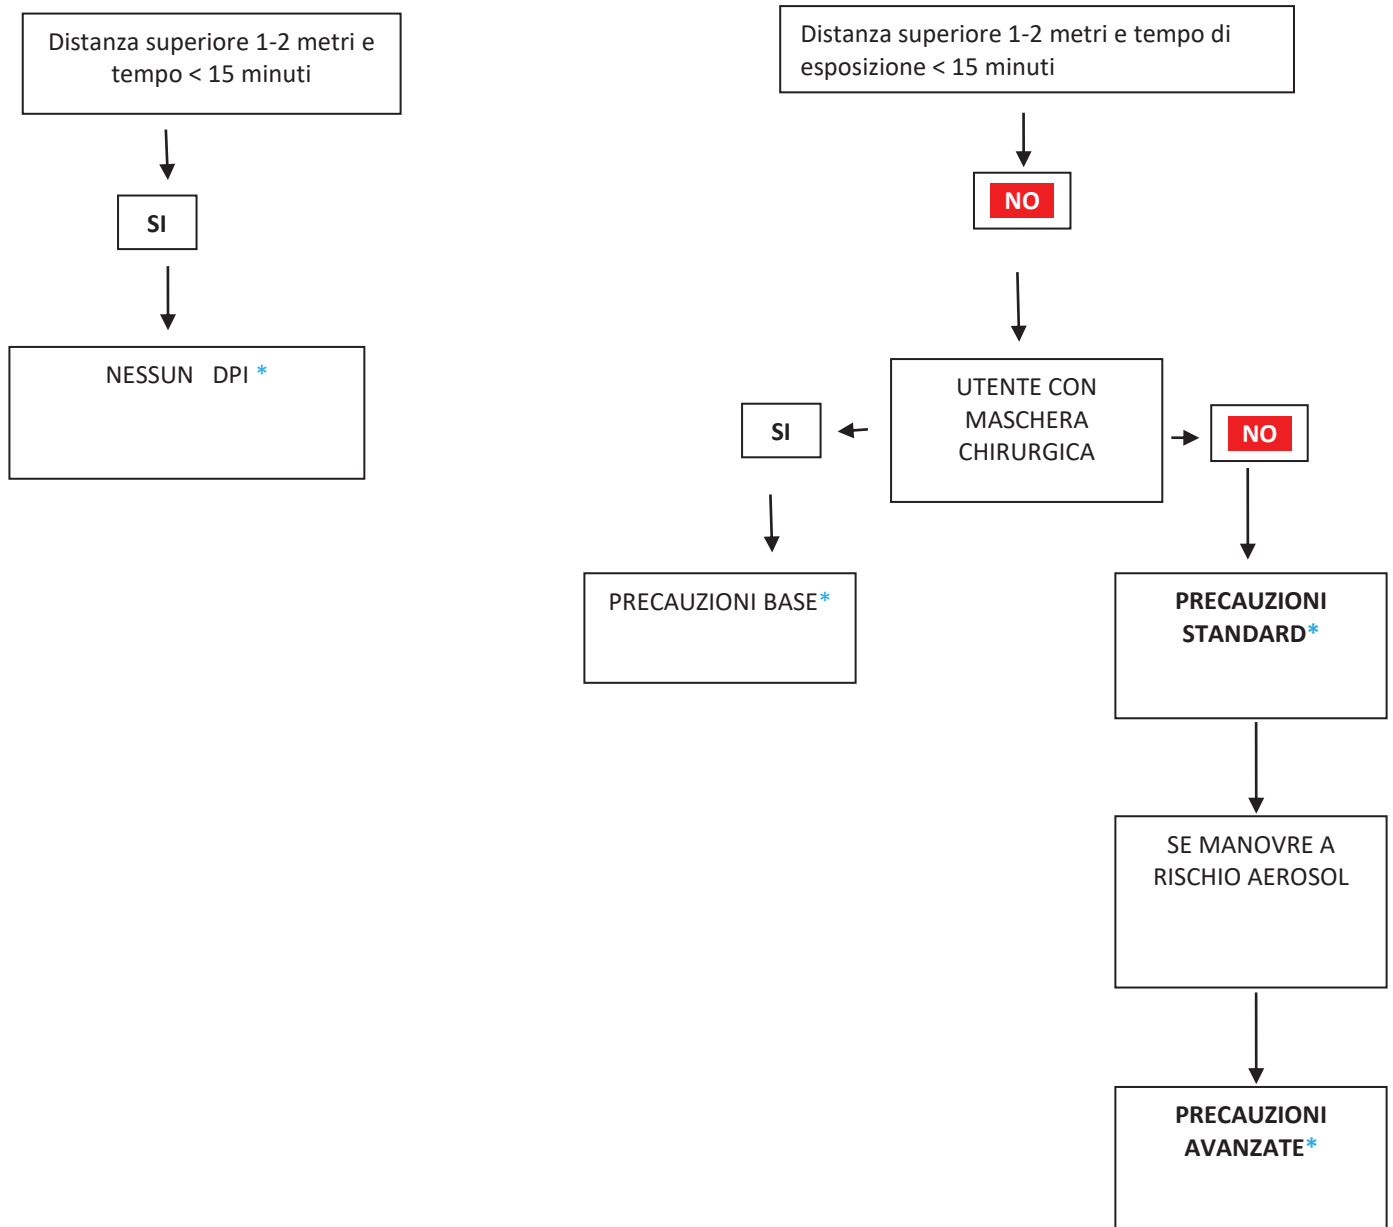 Distanza superiore 1-2 metri e
tempo < 15 minuti
SI
NESSUN DPI *
Distanza superiore 1-2 metri e tempo di
esposizione < 15 minuti
NO
UTENTE CON
MASCHERA
CHIRURGICA
SI
NO
PRECAUZIONI BASE*
PRECAUZIONI
STANDARD*
SE MANOVRE A
RISCHIO AEROSOL
PRECAUZIONI
AVANZATE*